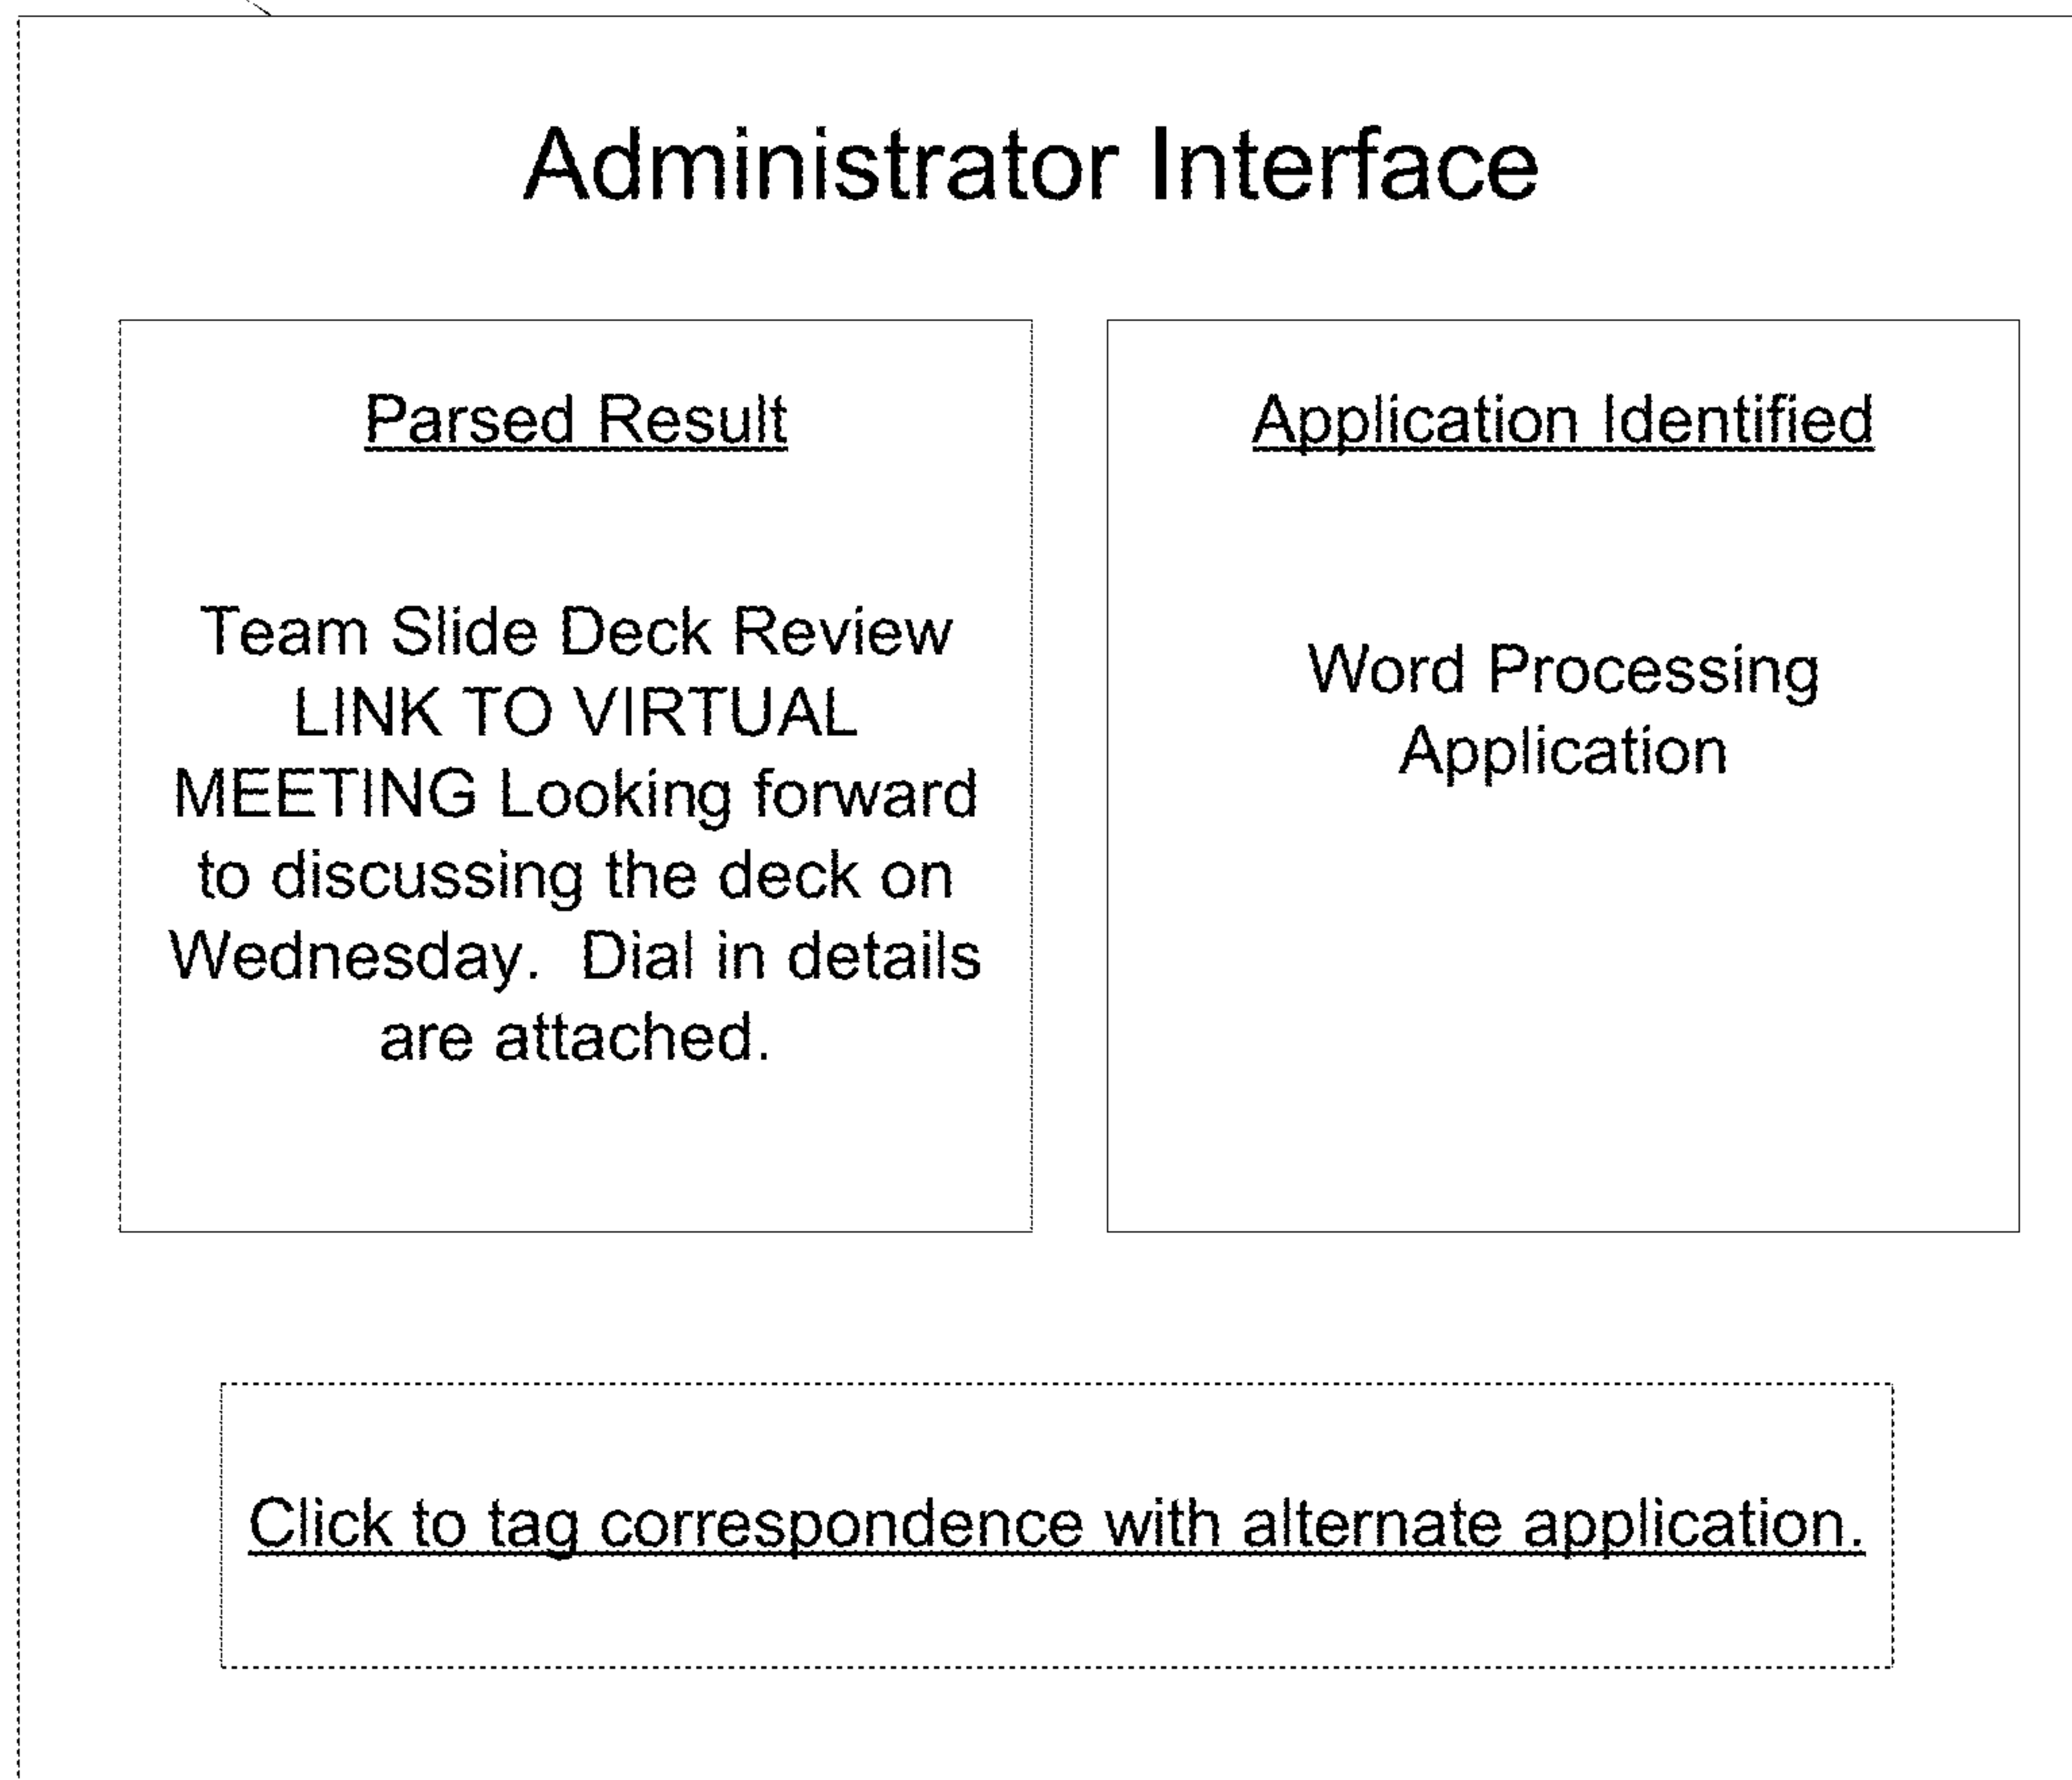 Administrator Interface
Parsed Result
Team Slide Deck Review
LINK TO VIRTUAL
MEETING Looking forward
to discussing the deck on
Wednesday.  Dial in details
are attached.
Application Identified
Word Processing
Application
Click to tag correspondence with alternate application.